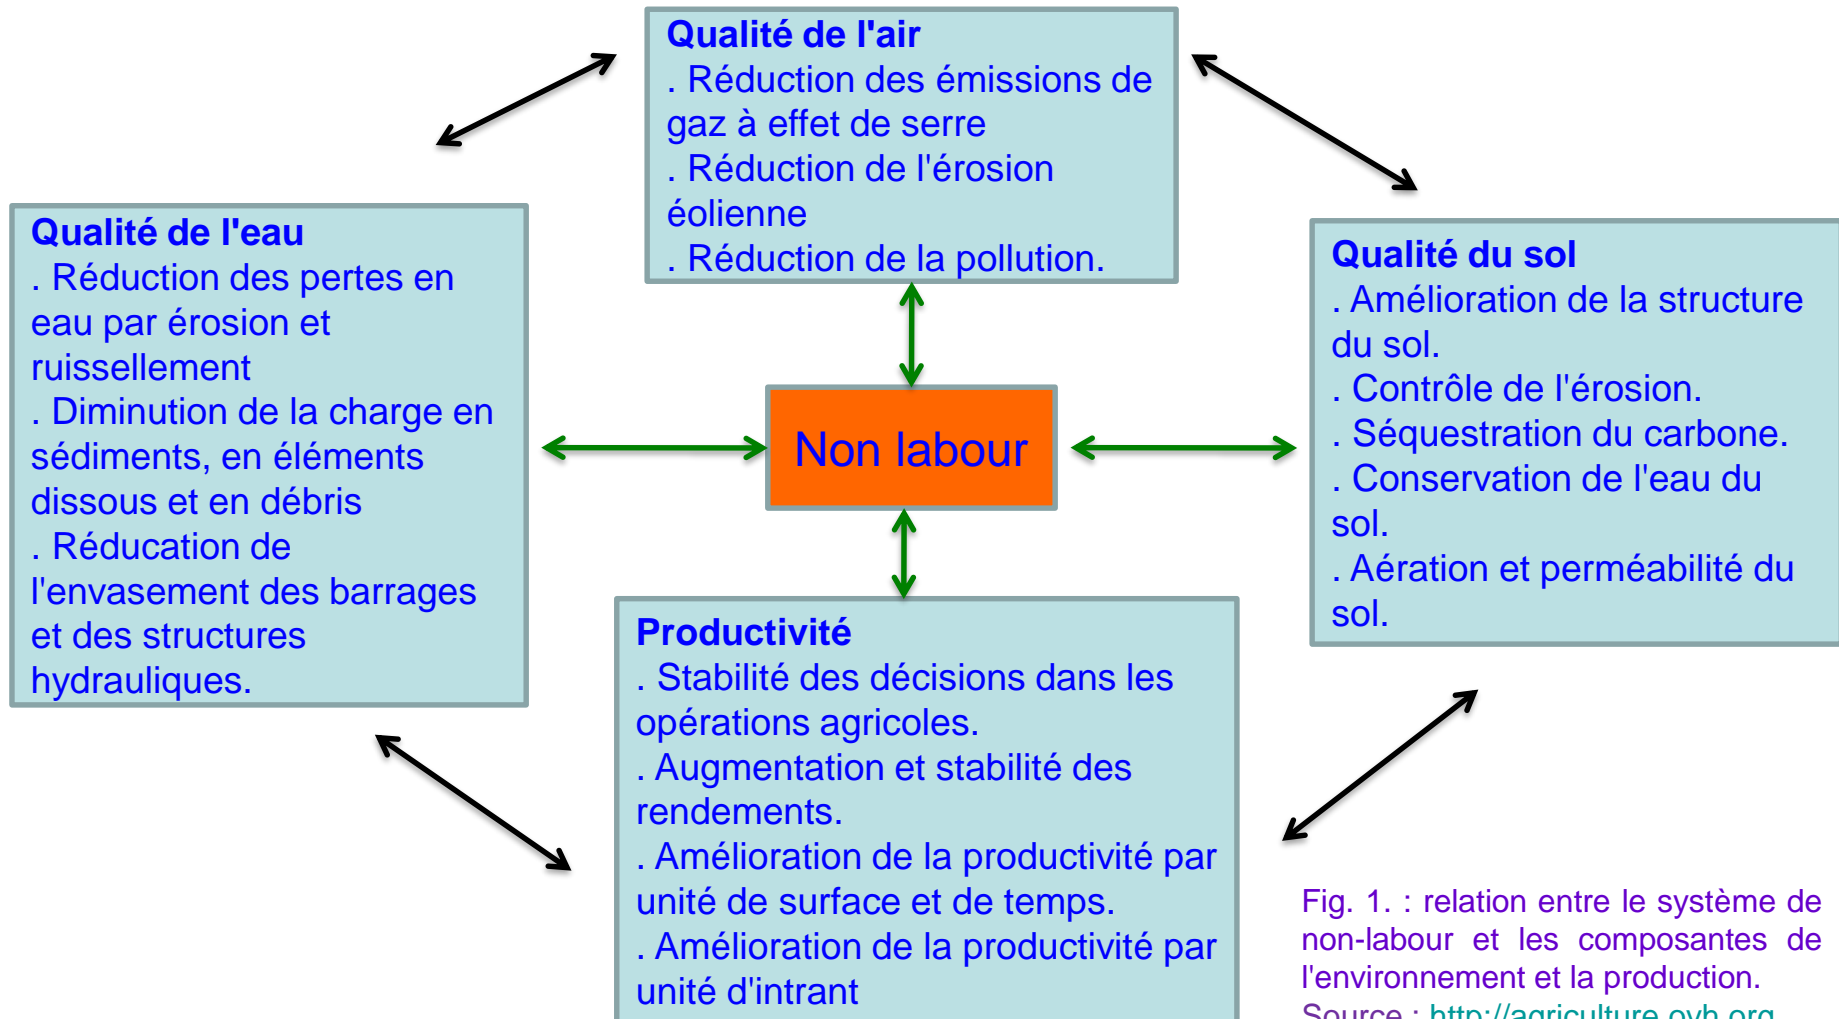 Qualité de l'air
. Réduction des émissions de
gaz à effet de serre
. Réduction de l'érosion
éolienne
. Réduction de la pollution.
Qualité de l'eau
. Réduction des pertes en
eau par érosion et
ruissellement
. Diminution de la charge en
sédiments, en éléments
dissous et en débris
. Réducation de
l'envasement des barrages
et des structures
hydrauliques.
Non labour
Qualité du sol
. Amélioration de la structure
du sol.
. Contrôle de l'érosion.
. Séquestration du carbone.
. Conservation de l'eau du
sol.
. Aération et perméabilité du
sol.
Productivité
. Stabilité des décisions dans les
opérations agricoles.
. Augmentation et stabilité des
rendements.
. Amélioration de la productivité par
unité de surface et de temps.
. Amélioration de la productivité par
unité d'intrant
Fig. 1. : relation entre le système de
non-labour et les composantes de
l'environnement et la production.
Source : http://agriculture.ovh.org